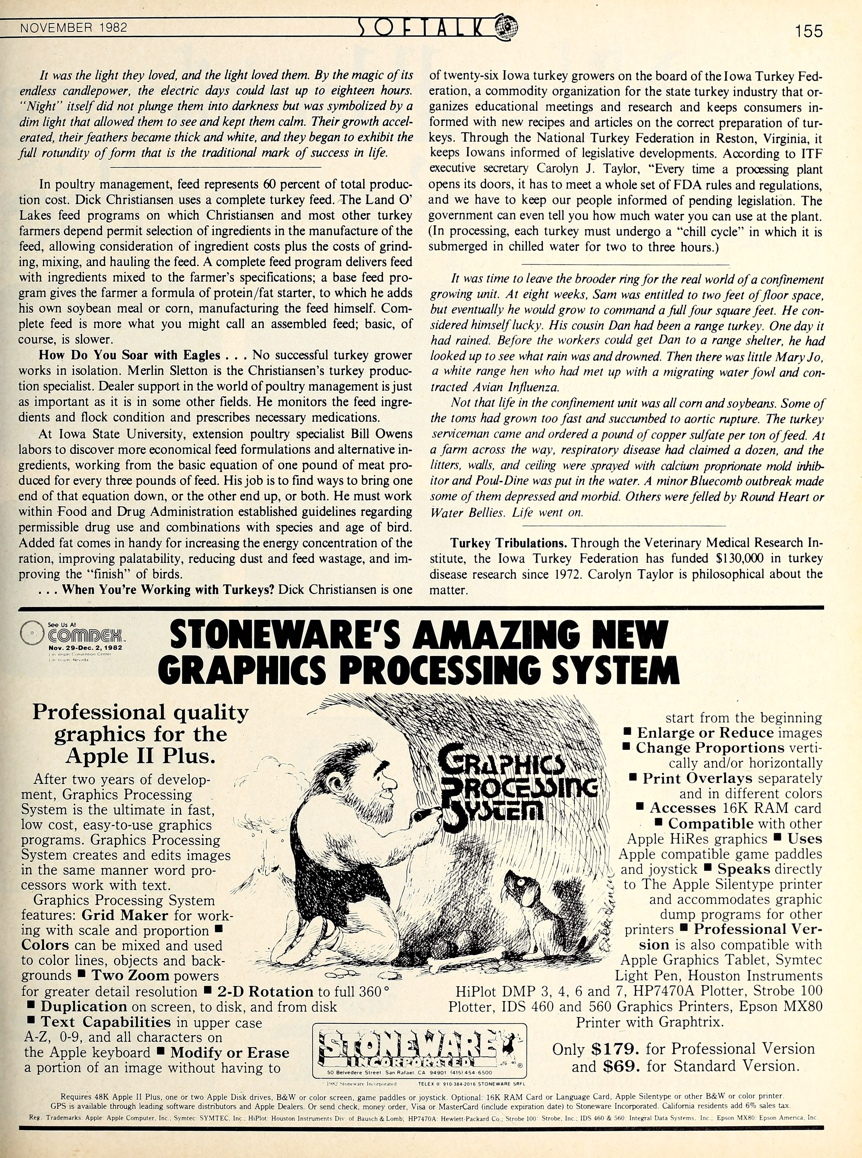 NOVEMBER 1982
SOFTALK
155
It was the light they loved, and the light loved them. By the magic of its
endless candlepower, the electric days could last up to eighteen hours.
"Night" itself did not plunge them into darkness but was symbolized by a
dim light that allowed them to see and kept them calm. Their growth accel-
erated, their feathers became thick and white, and they began to exhibit the
full rotundity of form that is the traditional mark of success in life.
In poultry management, feed represents 60 percent of total produc-
tion cost. Dick Christiansen uses a complete turkey feed. The Land O'
Lakes feed programs on which Christiansen and most other turkey
farmers depend permit selection of ingredients in the manufacture of the
feed, allowing consideration of ingredient costs plus the costs of grind-
ing, mixing, and hauling the feed. A complete feed program delivers feed
with ingredients mixed to the farmer's specifications; a base feed pro-
gram gives the farmer a formula of protein/fat starter, to which he adds
his own soybean meal or corn, manufacturing the feed himself. Com-
plete feed is more what you might call an assembled feed; basic, of
course, is slower.
How Do You Soar with Eagles . . . No successful turkey grower
works in isolation. Merlin Sletton is the Christiansen's turkey produc-
tion specialist. Dealer support in the world of poultry management is just
as important as it is in some other fields. He monitors the feed ingre-
dients and flock condition and prescribes necessary medications.
At Iowa State University, extension poultry specialist Bill Owens
labors to discover more economical feed formulations and alternative in-
gredients, working from the basic equation of one pound of meat pro-
duced for every three pounds of feed. His job is to find ways to bring one
end of that equation down, or the other end up, or both. He must work
within Food and Drug Administration established guidelines regarding
permissible drug use and combinations with species and age of bird.
Added fat comes in handy for increasing the energy concentration of the
ration, improving palatability, reducing dust and feed wastage, and im-
proving the "finish" of birds.
. . . When You're Working with Turkeys? Dick Christiansen is one
of twenty-six Iowa turkey growers on the board of the Iowa Turkey Fed-
eration, a commodity organization for the state turkey industry that or-
ganizes educational meetings and research and keeps consumers in-
formed with new recipes and articles on the correct preparation of tur-
keys. Through the National Turkey Federation in Reston, Virginia, it
keeps Iowans informed of legislative developments. According to ITF
executive secretary Carolyn J. Taylor, "Every time a processing plant
opens its doors, it has to meet a whole set of FDA rules and regulations,
and we have to keep our people informed of pending legislation. The
government can even tell you how much water you can use at the plant.
(In processing, each turkey must undergo a "chill cycle" in which it is
submerged in chilled water for two to three hours.)
It was time to leave the brooder ring for the real world of a confinement
growing unit. At eight weeks, Sam was entitled to two feet of floor space,
but eventually he would grow to command a full four square feet. He con-
sidered himself lucky. His cousin Dan had been a range turkey. One day it
had rained. Before the workers could get Dan to a range shelter, he had
looked up to see what rain was and drowned. Then there was little Mary Jo,
a white range hen who had met up with a migrating water fowl and con-
tracted Avian Influenza.
Not that life in the confinement unit was all corn and soybeans. Some of
the toms had grown too fast and succumbed to aortic rupture. The turkey
serviceman came and ordered a pound of copper sulfate per ton of feed. At
a farm across the way, respiratory disease had claimed a dozen, and the
litters, walls, and ceiling were sprayed with calcium proprionate mold inhib-
itor and Poul-Dine was put in the water. A minor Bluecomb outbreak made
some of them depressed and morbid. Others were felled by Round Heart or
Water Bellies. Life went on.
Turkey Tribulations. Through the Veterinary Medical Research In-
stitute, the Iowa Turkey Federation has funded $130,000 in turkey
disease research since 1972. Carolyn Taylor is philosophical about the
matter.
See Us At
COMDEX
Nov. 29-Dec. 2, 1982
STONEWARE'S AMAZING NEW
GRAPHICS PROCESSING SYSTEM
Professional quality
graphics for the
Apple II Plus.
After two years of develop-
ment, Graphics Processing
System is the ultimate in fast,
low cost, easy-to-use graphics
programs. Graphics Processing
System creates and edits images
in the same manner word pro-
cessors work with text.
Graphics Processing System
features: Grid Maker for work-
ing with scale and proportion ■
Colors can be mixed and used
to color lines, objects and back-
grounds ■ Two Zoom powers
for greater detail resolution ■ 2-D Rotation to full 360°
■ Duplication on screen, to disk, and from disk
■ Text Capabilities in upper case
A-Z, 0-9, and all characters on
the Apple keyboard ■ Modify or Erase
a portion of an image without having to
GRAPHICS
PROCESSING
SYSTEM
start from the beginning
■ Enlarge or Reduce images
■ Change Proportions verti-
cally and/or horizontally
■ Print Overlays separately
and in different colors
■ Accesses 16K RAM card
■ Compatible with other
Apple HiRes graphics ■ Uses
Apple compatible game paddles
and joystick ■ Speaks directly
to The Apple Silentype printer
and accommodates graphic
dump programs for other
printers ■ Professional Ver-
sion is also compatible with
Apple Graphics Tablet, Symtec
Light Pen, Houston Instruments
HiPlot DMP 3, 4, 6 and 7, HP7470A Plotter, Strobe 100
Plotter, IDS 460 and 560 Graphics Printers, Epson MX80
Printer with Graphtrix.
Only $179. for Professional Version
and $69. for Standard Version.
STONEWARE
INCORPORATED
50 Belvedere Street, San Rafael, CA 94901 (415) 454-6500
1982 Stoneware Incorporated
TELEX II: 910-384-2016 STONEWARE SRFL
Requires 48K Apple II Plus, one or two Apple Disk drives, B&W or color screen, game paddles or joystick. Optional: 16K RAM Card or Language Card, Apple Silentype or other B&W or color printer.
GPS is available through leading software distributors and Apple Dealers. Or send check, money order, Visa or MasterCard (include expiration date) to Stoneware Incorporated. California residents add 6% sales tax.
Reg. Trademarks: Apple: Apple Computer, Inc.; Symtec: SYMTEC, Inc.; HiPlot: Houston Instruments Div. of Bausch & Lomb; HP7470A: Hewlett-Packard Co.; Strobe 100: Strobe, Inc.; IDS 460 & 560: Integral Data Systems, Inc.; Epson MX80: Epson America, Inc.